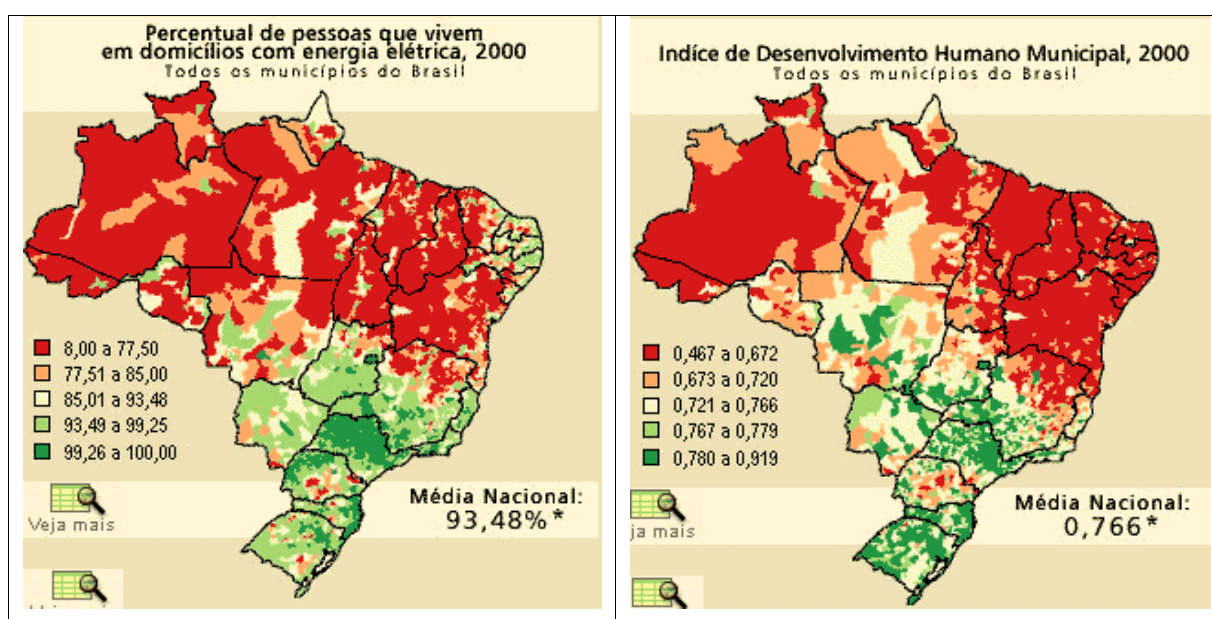 Percentual de pessoas que vivem
em domicílios com energia elétrica, 2000
Todos os municípios do Brasil
8,00 a 77,50
77,51 a 85,00
85,01 a 93,48
93,49 a 99,25
99,26 a 100,00
Veja mais
Média Nacional:
93,48%*
Indíce de Desenvolvimento Humano Municipal, 2000
Todos os municípios do Brasil
0,467 a 0,672
0,673 a 0,720
0,721 a 0,766
0,767 a 0,779
0,780 a 0,919
ja mais
Média Nacional:
0,766*